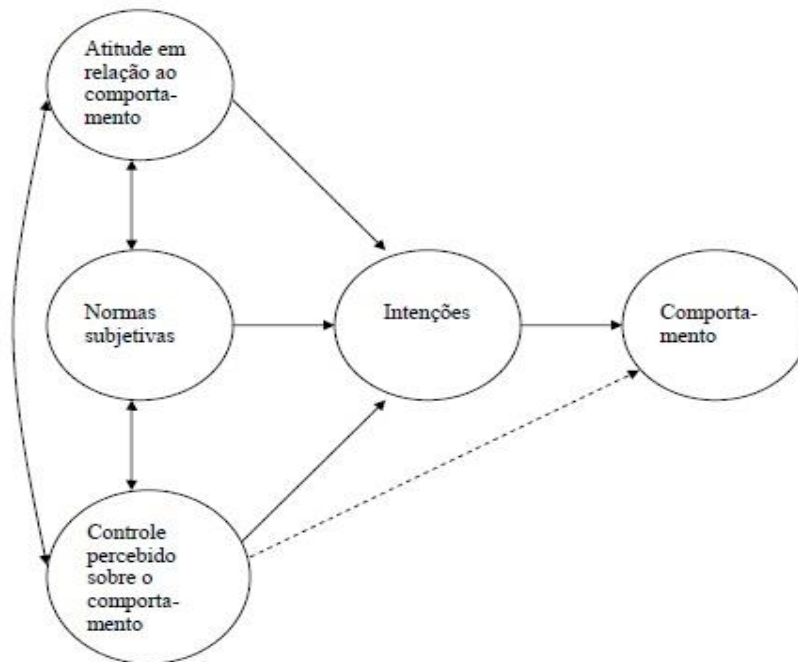 Atitude em
relação ao
comporta-
mento
Normas
subjetivas
Intenções
Comporta-
mento
Controle
percebido
sobre o
comporta-
mento